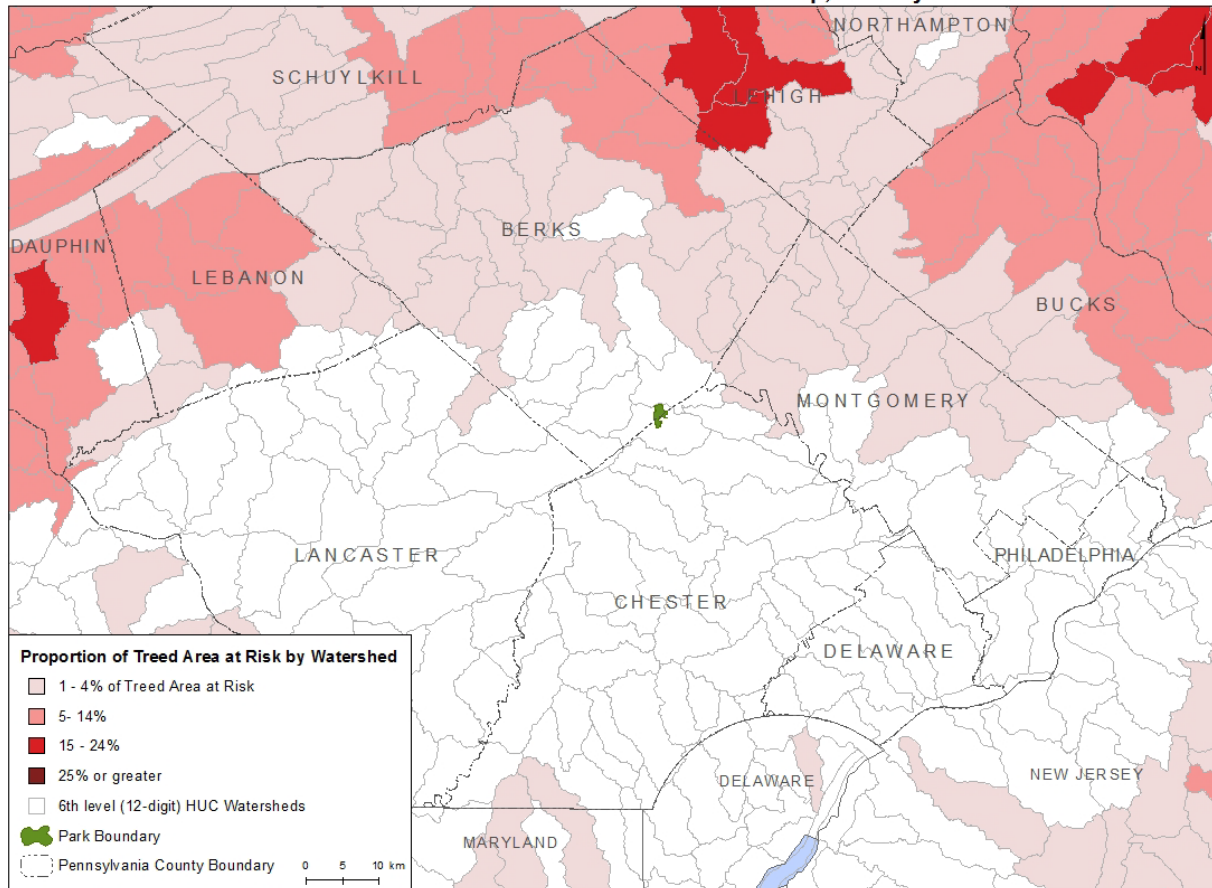 NORTHAMPTON
N
SCHUYLKILL
LEHIGH
BERKS
DAUPHIN
LEBANON
BUCKS
MONTGOMERY
LANCASTER
PHILADELPHIA
CHESTER
DELAWARE
DELAWARE
NEW JERSEY
MARYLAND
Proportion of Treed Area at Risk by Watershed
1 - 4% of Treed Area at Risk
5- 14%
15 - 24%
25% or greater
6th level (12-digit) HUC Watersheds
Park Boundary
Pennsylvania County Boundary
0 5 10 km